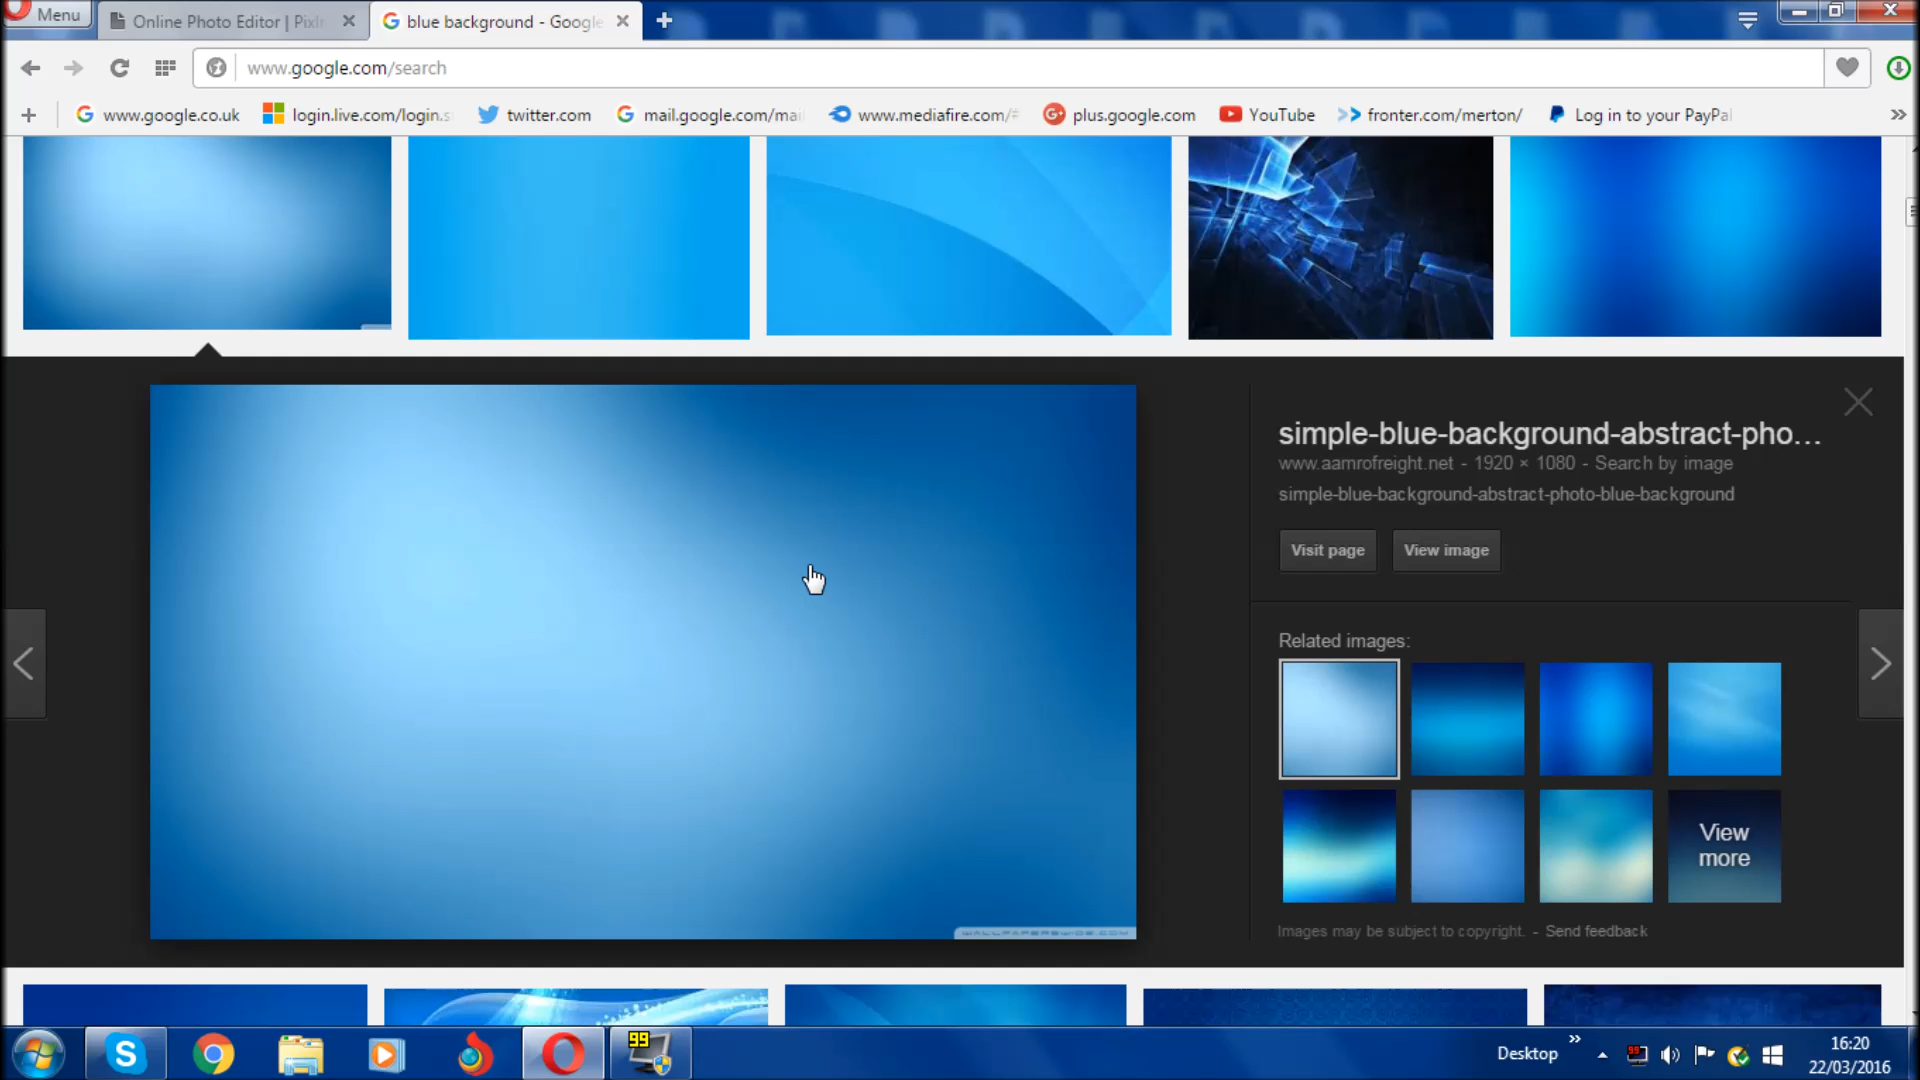 Menu
Online Photo Editor | Pixlr
blue background - Google
www.google.com/search
www.google.co.uk
login.live.com/login.s
twitter.com
mail.google.com/mai
www.mediafire.com/#
plus.google.com
YouTube
fronter.com/merton/
Log in to your PayPal
simple-blue-background-abstract-pho...
www.aamrofreight.net - 1920 × 1080 - Search by image
simple-blue-background-abstract-photo-blue-background
Visit page
View image
Related images:
View
more
WALLPAPERSWIDE.COM
Images may be subject to copyright. - Send feedback
99
Desktop
99
16:20
22/03/2016